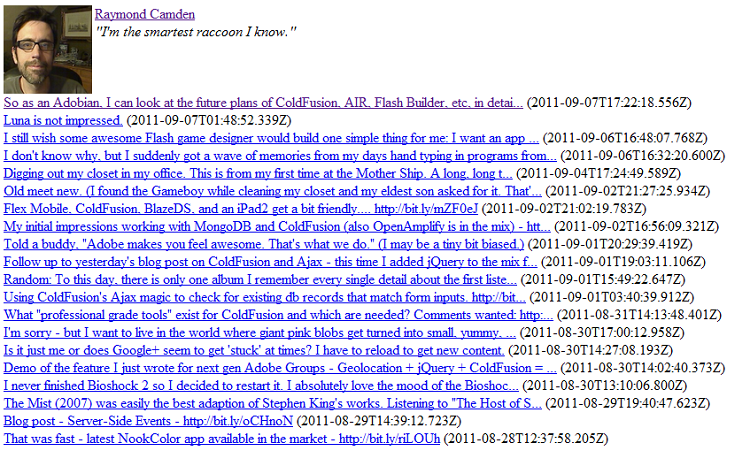 Raymond Camden
"I'm the smartest raccoon I know."
So as an Adobian, I can look at the future plans of ColdFusion, AIR, Flash Builder, etc, in detai... (2011-09-07T17:22:18.556Z)
Luna is not impressed. (2011-09-07T01:48:52.339Z)
I still wish some awesome Flash game designer would build one simple thing for me: I want an app ... (2011-09-06T16:48:07.768Z)
I don't know why, but I suddenly got a wave of memories from my days hand typing in programs from... (2011-09-06T16:32:20.600Z)
Digging out my closet in my office. This is from my first time at the Mother Ship. A long, long t... (2011-09-04T17:24:49.589Z)
Old meet new. (I found the Gameboy while cleaning my closet and my eldest son asked for it. That'... (2011-09-02T21:27:25.934Z)
Flex Mobile, ColdFusion, BlazeDS, and an iPad2 get a bit friendly.... http://bit.ly/mZF0eJ (2011-09-02T21:02:19.783Z)
My initial impressions working with MongoDB and ColdFusion (also OpenAmplify is in the mix) - htt... (2011-09-02T16:56:09.321Z)
Told a buddy, "Adobe makes you feel awesome. That's what we do." (I may be a tiny bit biased.) (2011-09-01T20:29:39.419Z)
Follow up to yesterday's blog post on ColdFusion and Ajax - this time I added jQuery to the mix f... (2011-09-01T19:03:11.106Z)
Random: To this day, there is only one album I remember every single detail about the first liste... (2011-09-01T15:49:22.647Z)
Using ColdFusion's Ajax magic to check for existing db records that match form inputs. http://bit... (2011-09-01T03:40:39.912Z)
What "professional grade tools" exist for ColdFusion and which are needed? Comments wanted: http:... (2011-08-31T14:13:48.401Z)
I'm sorry - but I want to live in the world where giant pink blobs get turned into small, yummy, ... (2011-08-30T17:00:12.958Z)
Is it just me or does Google+ seem to get 'stuck' at times? I have to reload to get new content. (2011-08-30T14:27:08.193Z)
Demo of the feature I just wrote for next gen Adobe Groups - Geolocation + jQuery + ColdFusion = ... (2011-08-30T14:02:40.373Z)
I never finished Bioshock 2 so I decided to restart it. I absolutely love the mood of the Bioshoc... (2011-08-30T13:10:06.800Z)
The Mist (2007) was easily the best adaption of Stephen King's works. Listening to "The Host of S... (2011-08-29T19:40:47.623Z)
Blog post - Server-Side Events - http://bit.ly/oCHnoN (2011-08-29T14:39:12.723Z)
That was fast - latest NookColor app available in the market - http://bit.ly/riLOUh (2011-08-28T12:37:58.205Z)